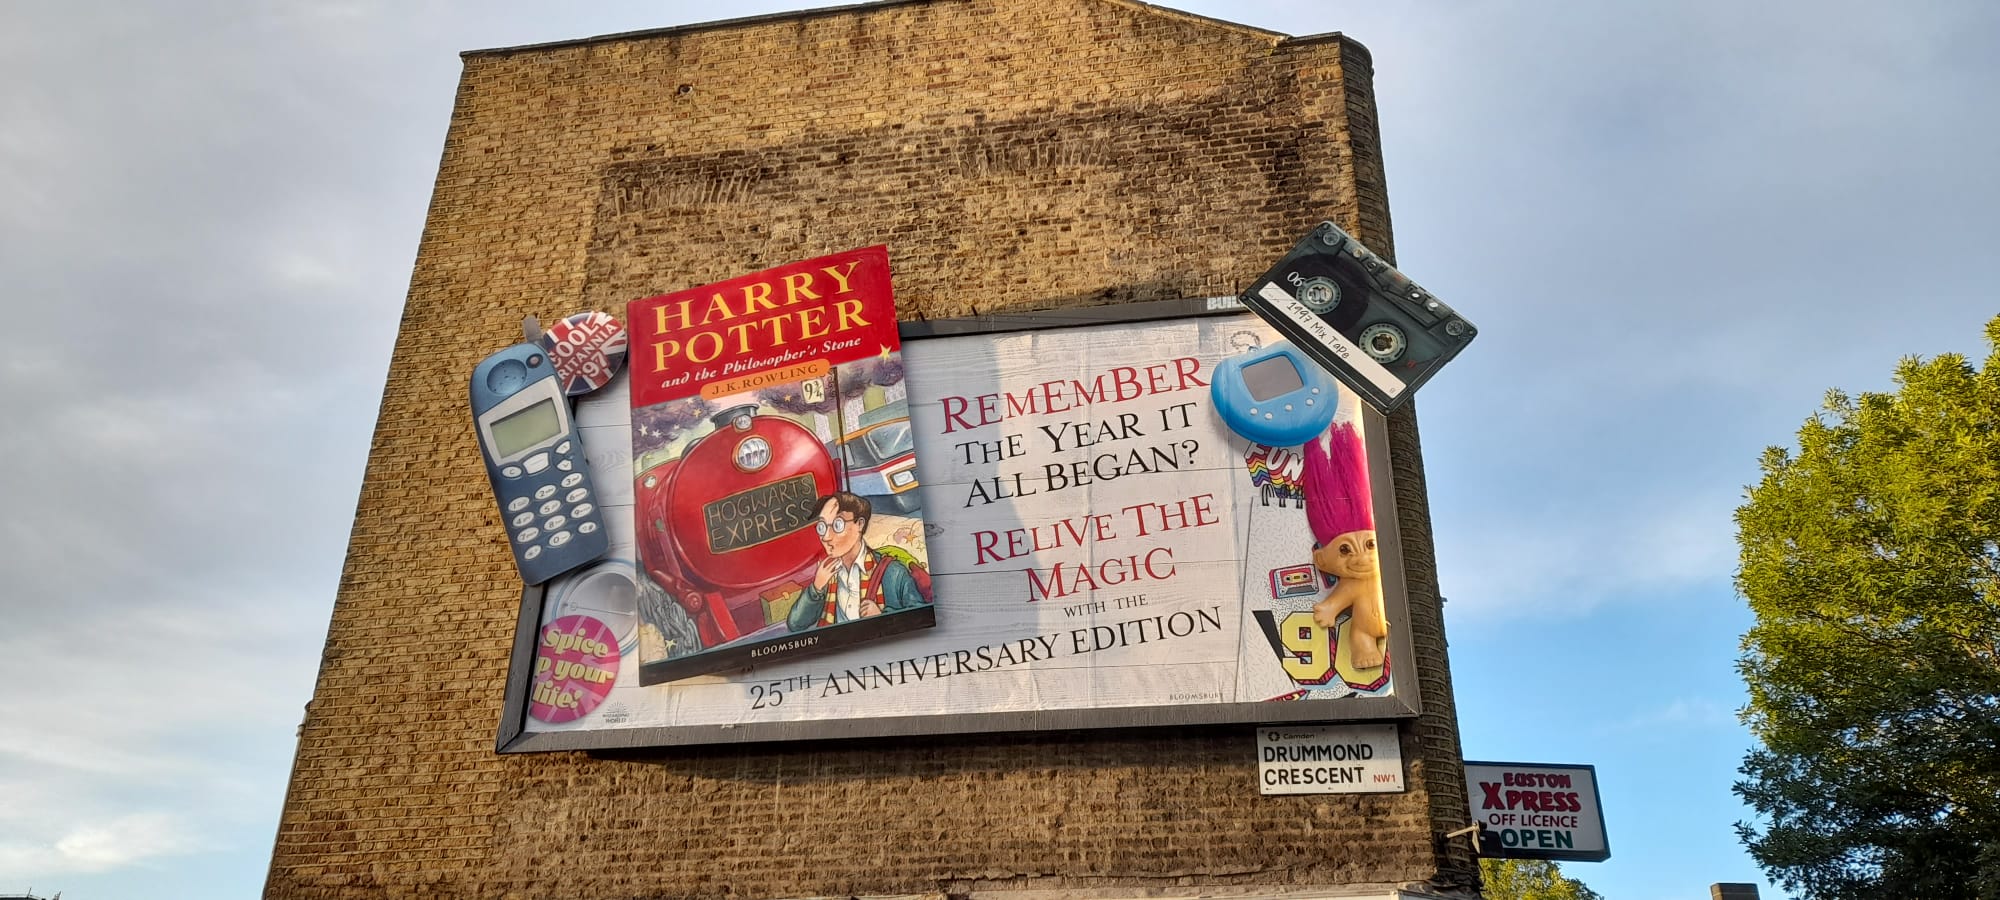 COOL
BRITANNIA
97
HARRY
POTTER
and the Philosopher's Stone
J.K.ROWLING
9¾
HOGWARTS
EXPRESS
BLOOMSBURY
Spice
up your
life!
WIZARDING
WORLD
REMEMBER
THE YEAR IT
ALL BEGAN?
RELIVE THE
MAGIC
WITH THE
25TH ANNIVERSARY EDITION
BLOOMSBURY
1997 Mix Tape
FUN
90
Camden
DRUMMOND
CRESCENT NW1
EUSTON
XPRESS
OFF LICENCE
OPEN